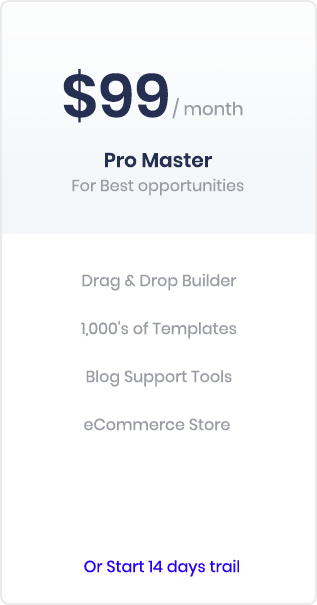 $99 / month
Pro Master
For Best opportunities
Drag & Drop Builder
1,000's of Templates
Blog Support Tools
eCommerce Store
Or Start 14 days trail